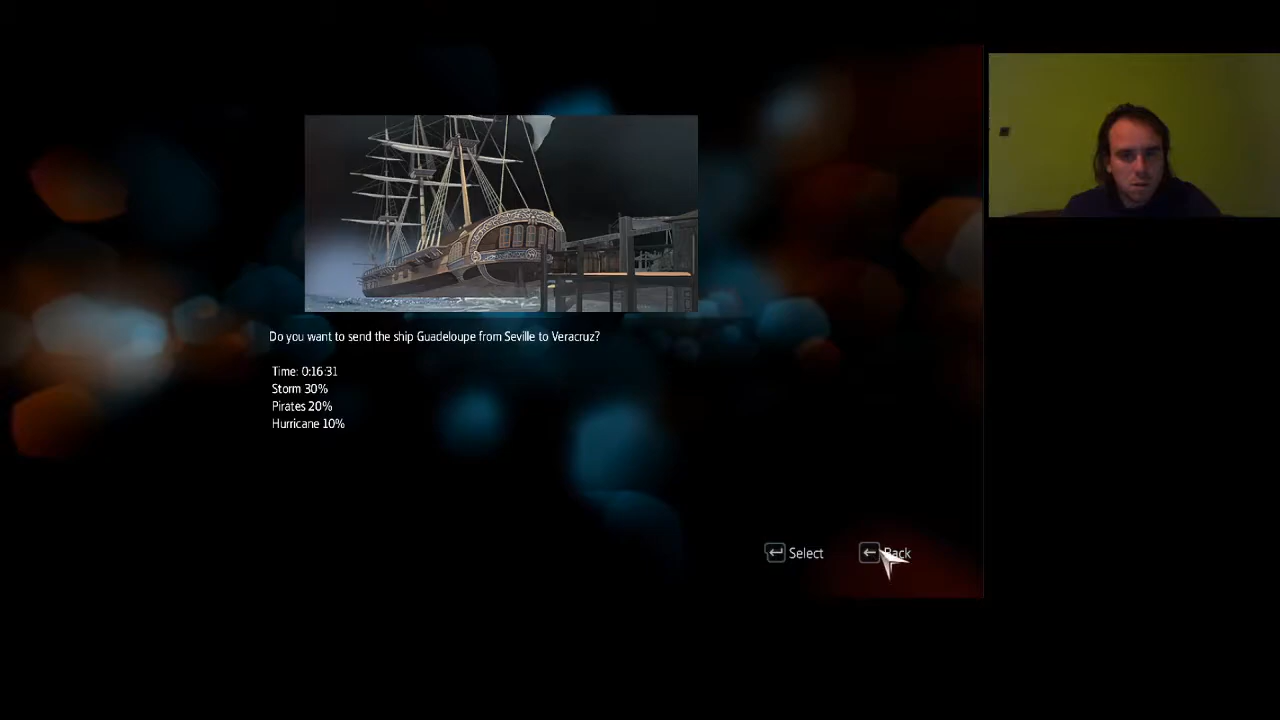 Do you want to send the ship Guadeloupe from Seville to Veracruz?
Time: 0:16:31
Storm 30%
Pirates 20%
Hurricane 10%
Select Back